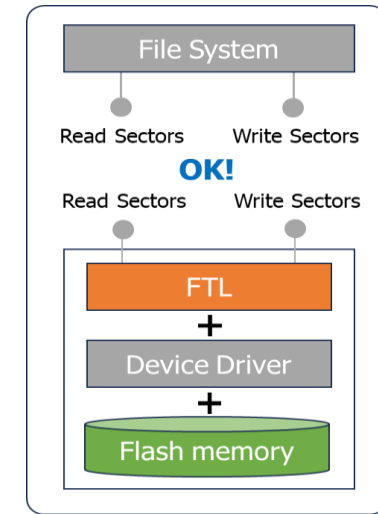 File System
Read Sectors Write Sectors
OK!
Read Sectors Write Sectors
FTL
+
Device Driver
+
Flash memory